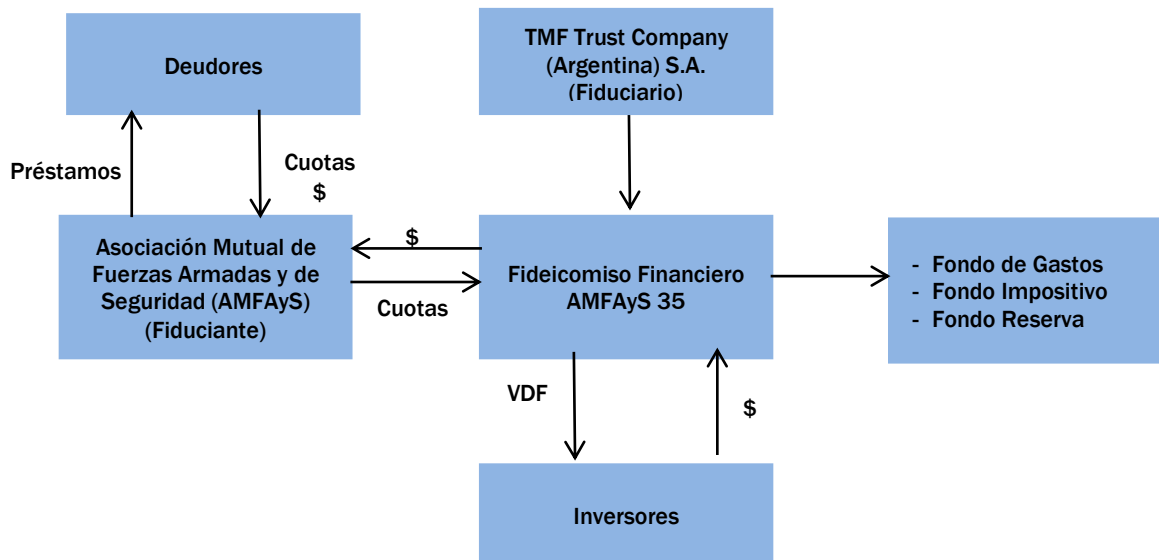 Deudores
TMF Trust Company
(Argentina) S.A.
(Fiduciario)
Préstamos
Cuotas
$
Asociación Mutual de
Fuerzas Armadas y de
Seguridad (AMFAyS)
(Fiduciante)
$
Cuotas
Fideicomiso Financiero
AMFAyS 35
- Fondo de Gastos
- Fondo Impositivo
- Fondo Reserva
VDF
$
Inversores